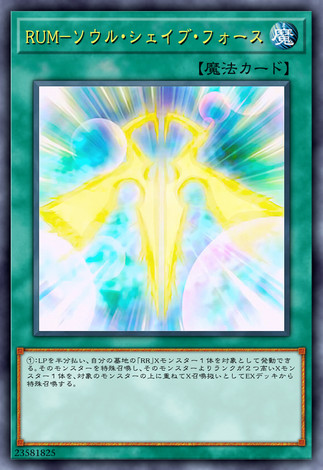 RUM－ソウル・シェイブ・フォース
魔
【魔法カード】
①：LPを半分払い、自分の墓地の「RR」Xモンスター１体を対象として発動でき
る。そのモンスターを特殊召喚し、そのモンスターよりランクが２つ高いXモン
スター１体を、対象のモンスターの上に重ねてX召喚扱いとしてEXデッキから
特殊召喚する。
23581825